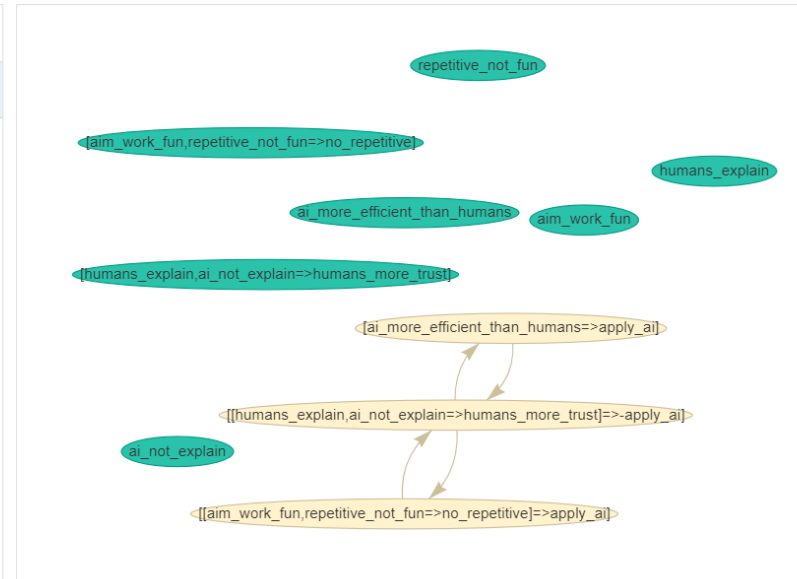 repetitive_not_fun
[aim_work_fun,repetitive_not_fun=>no_repetitive]
humans_explain
ai_more_efficient_than_humans
aim_work_fun
[humans_explain,ai_not_explain=>humans_more_trust]
[ai_more_efficient_than_humans=>apply_ai]
[[humans_explain,ai_not_explain=>humans_more_trust]=>-apply_ai]
ai_not_explain
[[aim_work_fun,repetitive_not_fun=>no_repetitive]=>apply_ai]